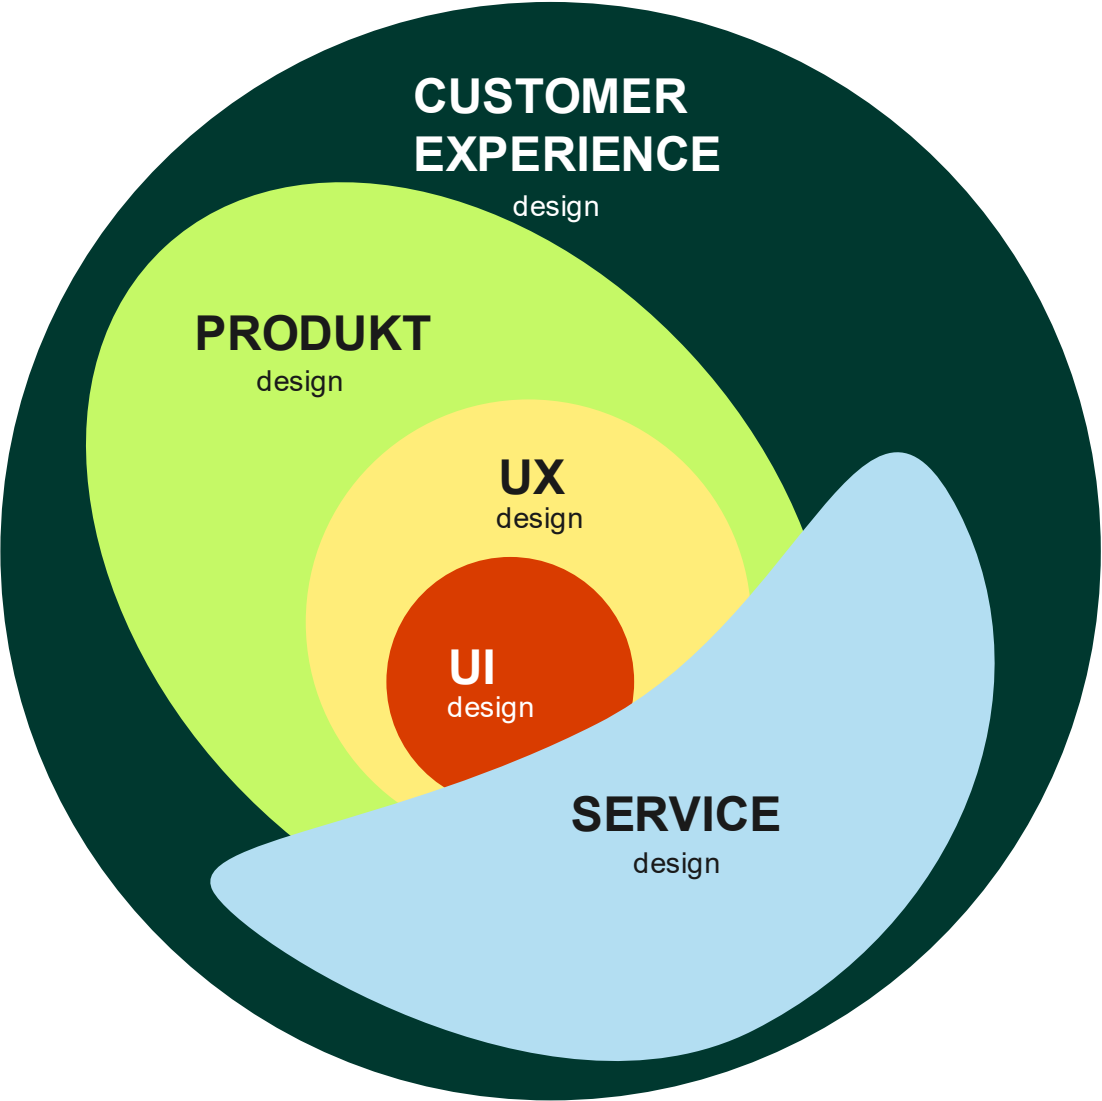 CUSTOMER
EXPERIENCE
design
PRODUKT
design
UX
design
UI
design
SERVICE
design